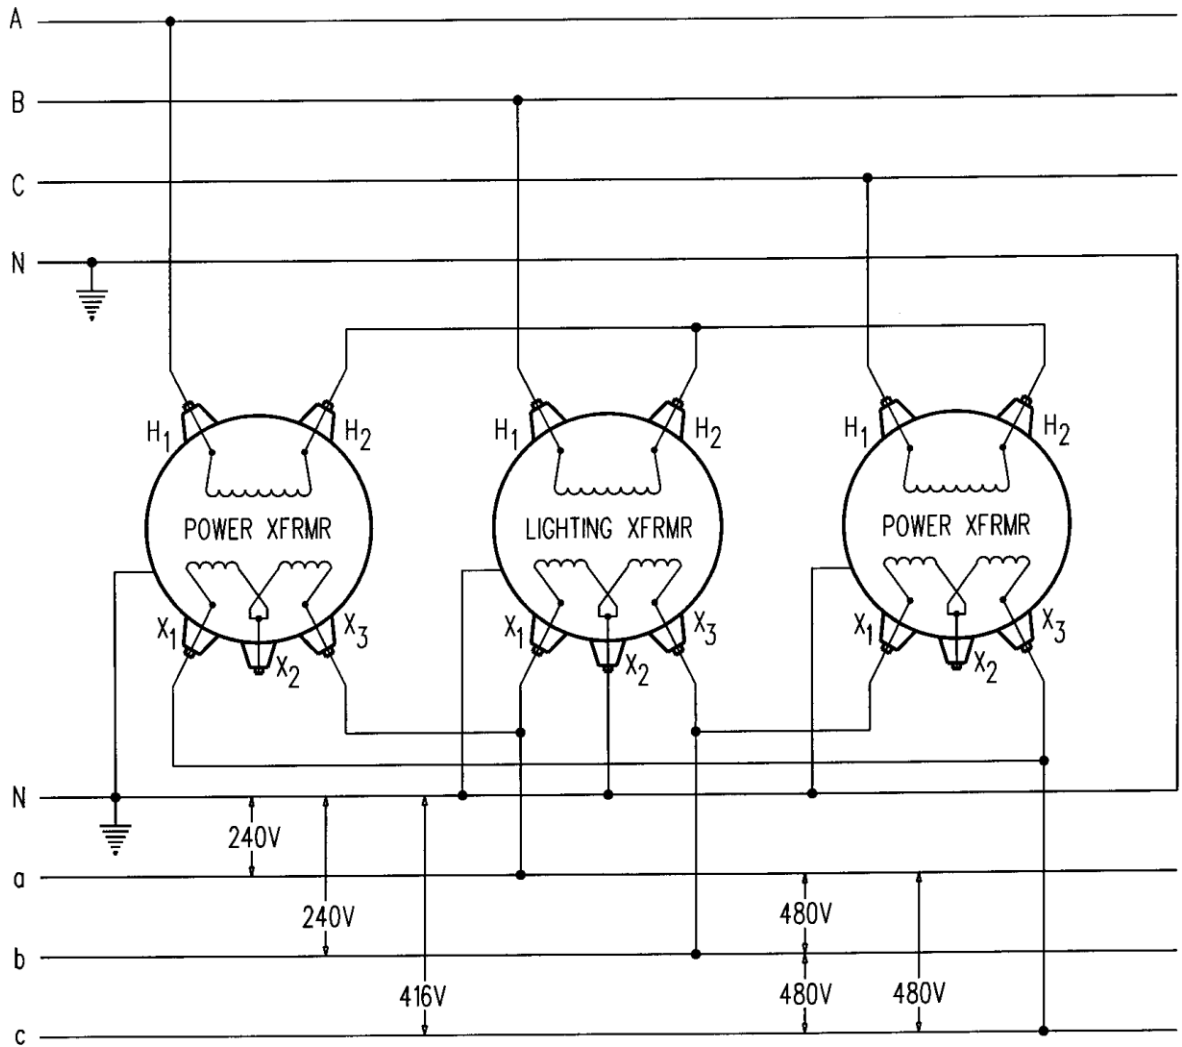 A
B
C
N
H₁ H₂ H₁ H₂ H₁ H₂
POWER XFRMR LIGHTING XFRMR POWER XFRMR
X₁ X₃ X₁ X₃ X₁ X₃
X₂ X₂ X₂
N
240V
a
240V 480V
b
416V 480V 480V
c